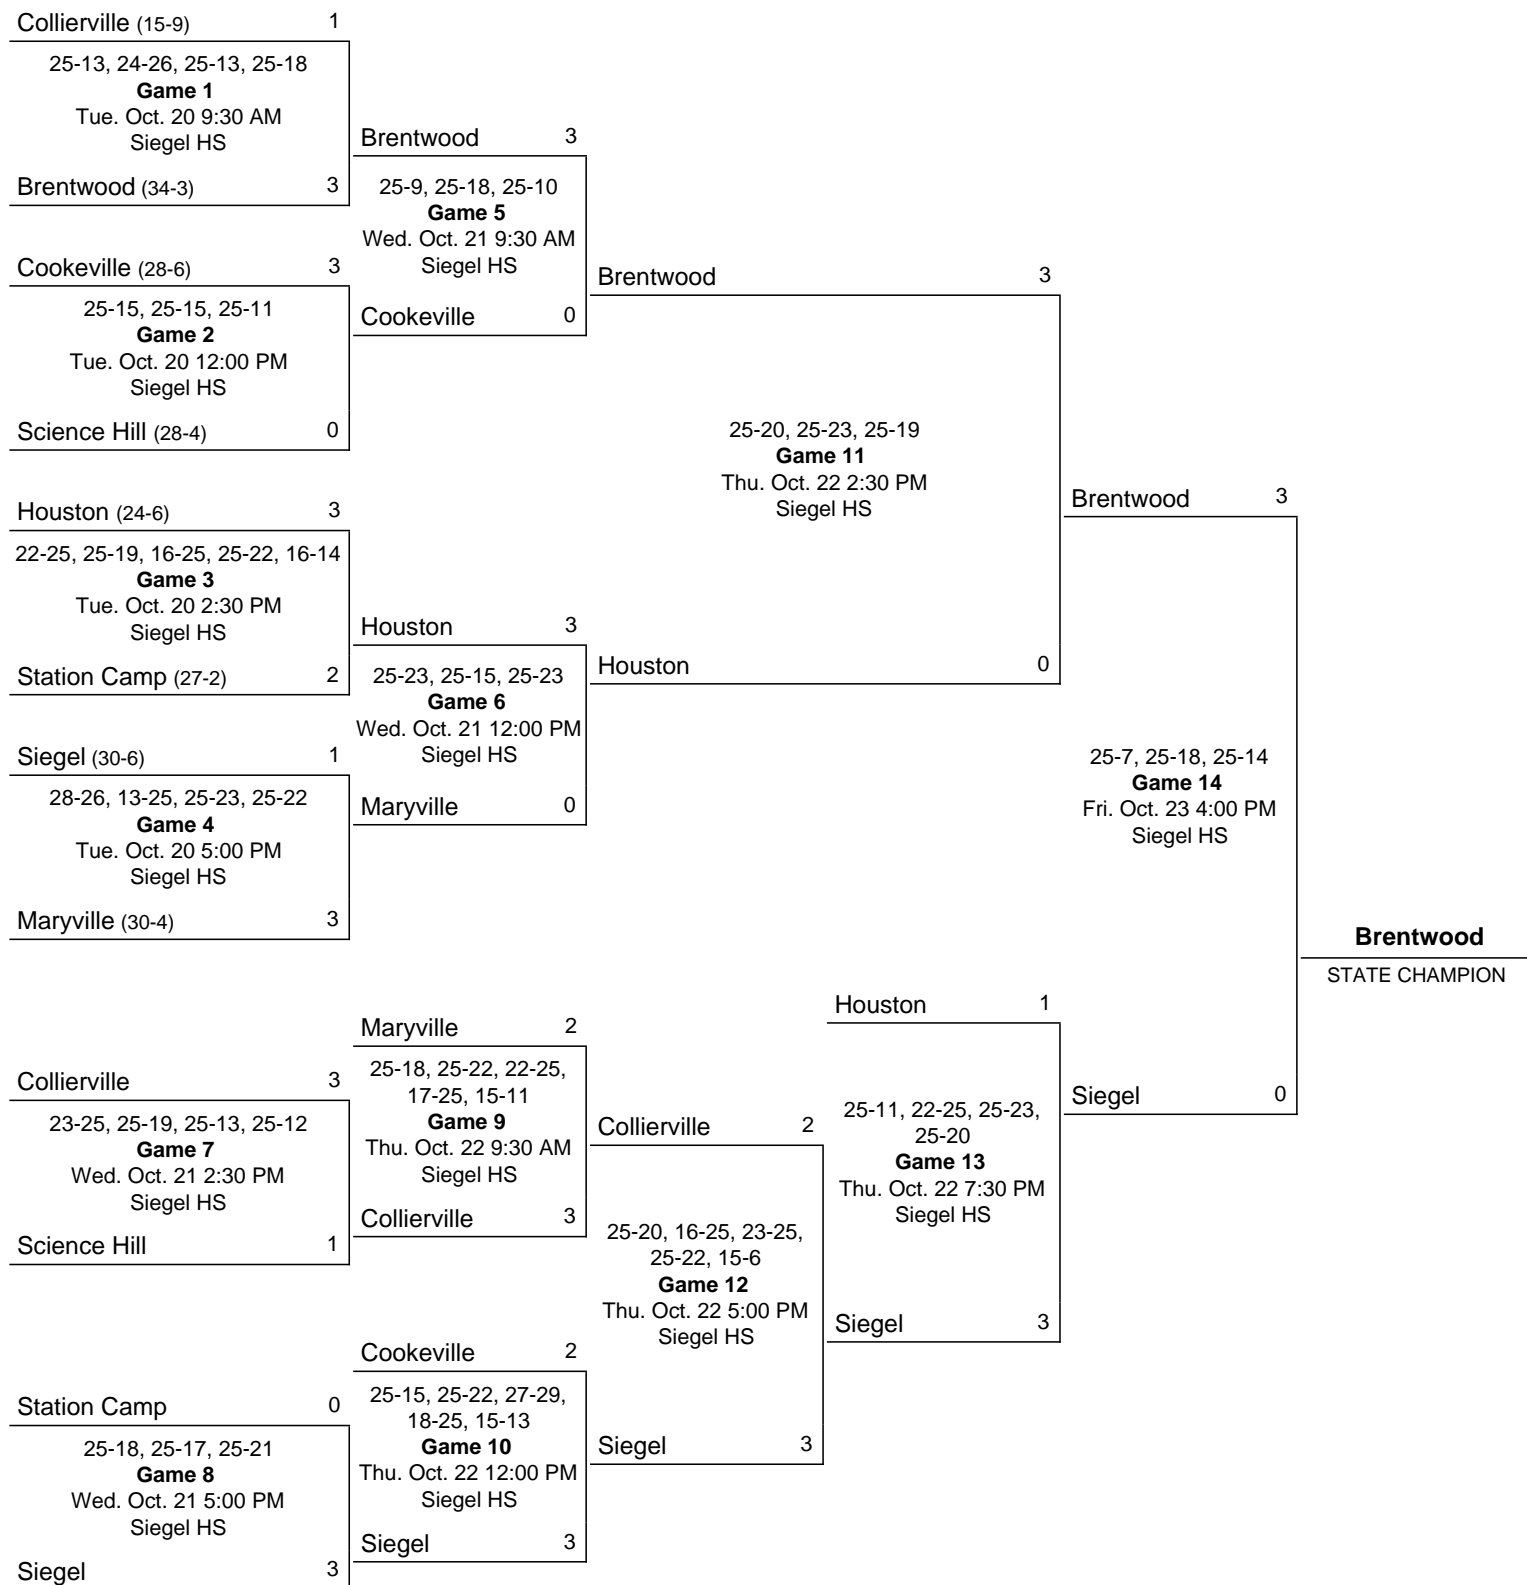 Collierville (15-9) 1
25-13, 24-26, 25-13, 25-18
Game 1
Tue. Oct. 20 9:30 AM
Siegel HS
Brentwood (34-3) 3
Cookeville (28-6) 3
25-15, 25-15, 25-11
Game 2
Tue. Oct. 20 12:00 PM
Siegel HS
Science Hill (28-4) 0
Houston (24-6) 3
22-25, 25-19, 16-25, 25-22, 16-14
Game 3
Tue. Oct. 20 2:30 PM
Siegel HS
Station Camp (27-2) 2
Siegel (30-6) 1
28-26, 13-25, 25-23, 25-22
Game 4
Tue. Oct. 20 5:00 PM
Siegel HS
Maryville (30-4) 3
Brentwood 3
25-9, 25-18, 25-10
Game 5
Wed. Oct. 21 9:30 AM
Siegel HS
Cookeville 0
Houston 3
25-23, 25-15, 25-23
Game 6
Wed. Oct. 21 12:00 PM
Siegel HS
Maryville 0
Brentwood 3
25-20, 25-23, 25-19
Game 11
Thu. Oct. 22 2:30 PM
Siegel HS
Houston 0
Brentwood 3
25-7, 25-18, 25-14
Game 14
Fri. Oct. 23 4:00 PM
Siegel HS
Siegel 0
Brentwood
STATE CHAMPION
Collierville 3
23-25, 25-19, 25-13, 25-12
Game 7
Wed. Oct. 21 2:30 PM
Siegel HS
Science Hill 1
Station Camp 0
25-18, 25-17, 25-21
Game 8
Wed. Oct. 21 5:00 PM
Siegel HS
Siegel 3
Maryville 2
25-18, 25-22, 22-25,
17-25, 15-11
Game 9
Thu. Oct. 22 9:30 AM
Siegel HS
Collierville 3
Cookeville 2
25-15, 25-22, 27-29,
18-25, 15-13
Game 10
Thu. Oct. 22 12:00 PM
Siegel HS
Siegel 3
Collierville 2
25-20, 16-25, 23-25,
25-22, 15-6
Game 12
Thu. Oct. 22 5:00 PM
Siegel HS
Siegel 3
Houston 1
25-11, 22-25, 25-23,
25-20
Game 13
Thu. Oct. 22 7:30 PM
Siegel HS
Siegel 3